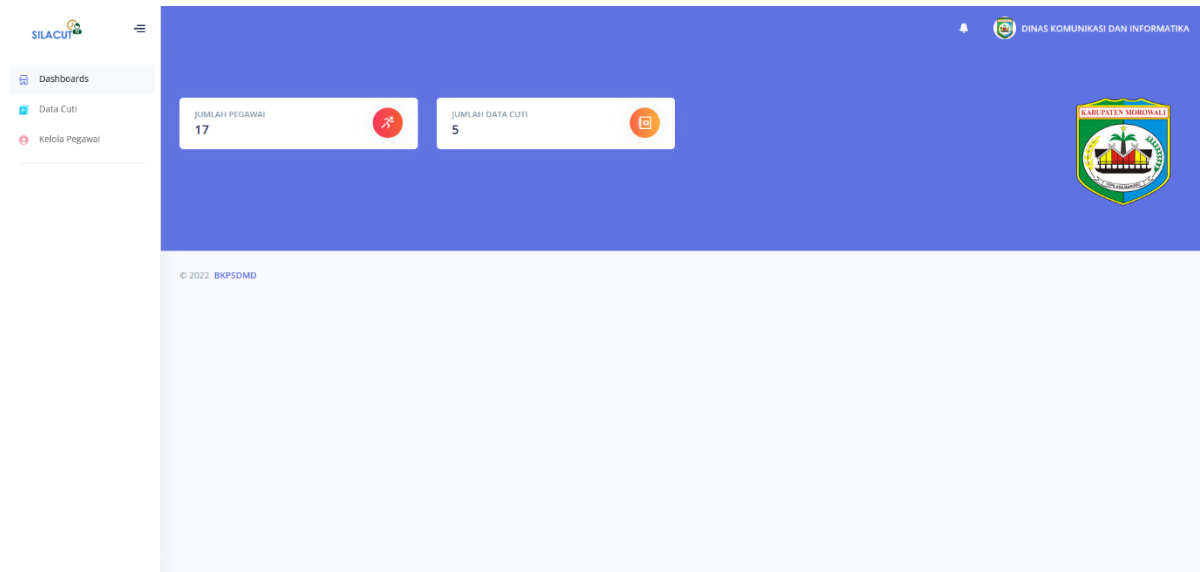 SILACUT
DINAS KOMUNIKASI DAN INFORMATIKA
Dashboards
Data Cuti
Kelola Pegawai
JUMLAH PEGAWAI
17
JUMLAH DATA CUTI
5
KABUPATEN MOROWALI
© 2022 BKPSDMD